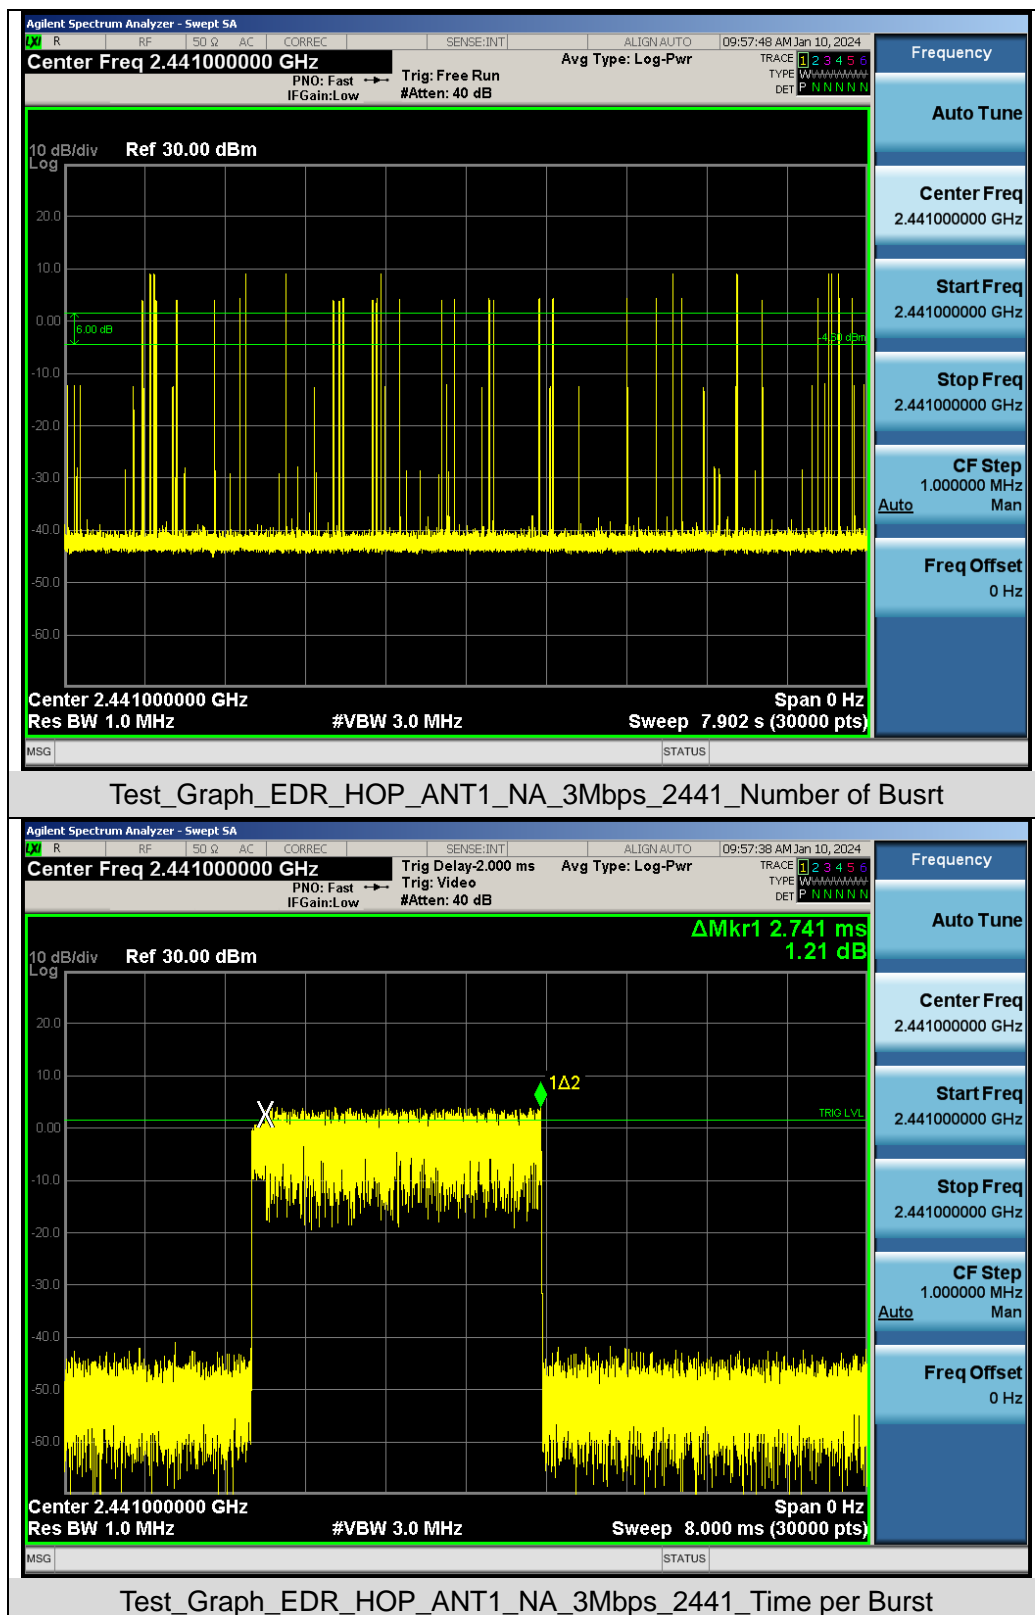 Agilent Spectrum Analyzer - Swept SA
LXI R RF 50 Ω AC CORREC SENSE:INT ALIGN AUTO 09:57:48 AM Jan 10, 2024
Center Freq 2.441000000 GHz
PNO: Fast
IFGain:Low
Trig: Free Run
#Atten: 40 dB
Avg Type: Log-Pwr
TRACE 1 2 3 4 5 6
TYPE W
DET P N N N N N
Frequency
Auto Tune
Center Freq
2.441000000 GHz
Start Freq
2.441000000 GHz
Stop Freq
2.441000000 GHz
CF Step
1.000000 MHz
Auto Man
Freq Offset
0 Hz
10 dB/div Ref 30.00 dBm
Log
20.0
10.0
0.00
6.00 dB
-4.60 dBm
-10.0
-20.0
-30.0
-40.0
-50.0
-60.0
Center 2.441000000 GHz Span 0 Hz
Res BW 1.0 MHz #VBW 3.0 MHz Sweep 7.902 s (30000 pts)
MSG STATUS
Test_Graph_EDR_HOP_ANT1_NA_3Mbps_2441_Number of Busrt
Agilent Spectrum Analyzer - Swept SA
LXI R RF 50 Ω AC CORREC SENSE:INT ALIGN AUTO 09:57:38 AM Jan 10, 2024
Center Freq 2.441000000 GHz
PNO: Fast
IFGain:Low
Trig Delay-2.000 ms
Trig: Video
#Atten: 40 dB
Avg Type: Log-Pwr
TRACE 1 2 3 4 5 6
TYPE W
DET P N N N N N
Frequency
Auto Tune
Center Freq
2.441000000 GHz
Start Freq
2.441000000 GHz
Stop Freq
2.441000000 GHz
CF Step
1.000000 MHz
Auto Man
Freq Offset
0 Hz
ΔMkr1 2.741 ms
1.21 dB
10 dB/div Ref 30.00 dBm
Log
20.0
10.0
1Δ2
TRIG LVL
0.00
-10.0
-20.0
-30.0
-40.0
-50.0
-60.0
Center 2.441000000 GHz Span 0 Hz
Res BW 1.0 MHz #VBW 3.0 MHz Sweep 8.000 ms (30000 pts)
MSG STATUS
Test_Graph_EDR_HOP_ANT1_NA_3Mbps_2441_Time per Burst